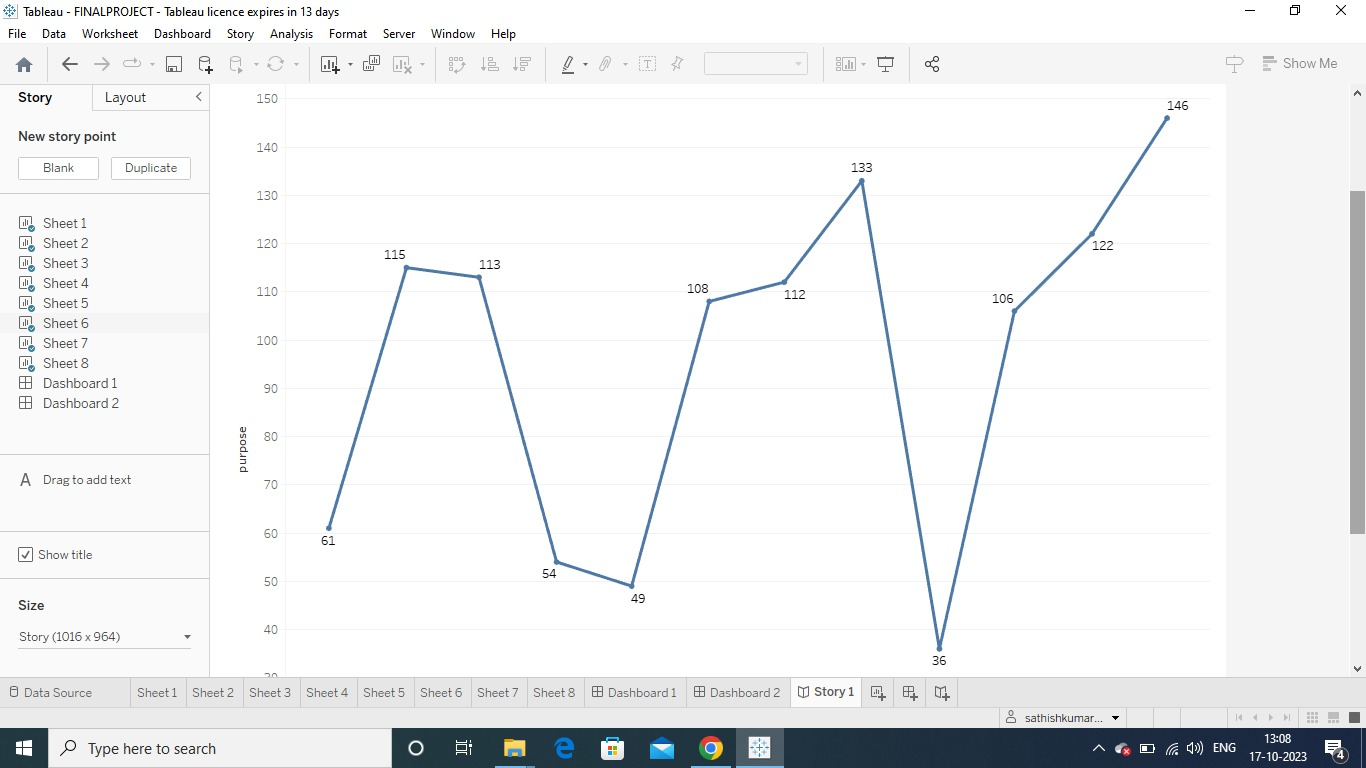 Tableau - FINALPROJECT - Tableau licence expires in 13 days
File Data Worksheet Dashboard Story Analysis Format Server Window Help
Show Me
Story Layout
New story point
Blank Duplicate
Sheet 1
Sheet 2
Sheet 3
Sheet 4
Sheet 5
Sheet 6
Sheet 7
Sheet 8
Dashboard 1
Dashboard 2
A Drag to add text
Show title
Size
Story (1016 x 964)
150
140
130
120
110
100
90
80
70
60
50
40
purpose
61
115
113
54
49
108
112
133
36
106
122
146
Data Source Sheet 1 Sheet 2 Sheet 3 Sheet 4 Sheet 5 Sheet 6 Sheet 7 Sheet 8 Dashboard 1 Dashboard 2 Story 1
sathishkumar...
Type here to search
ENG
13:08
17-10-2023
4